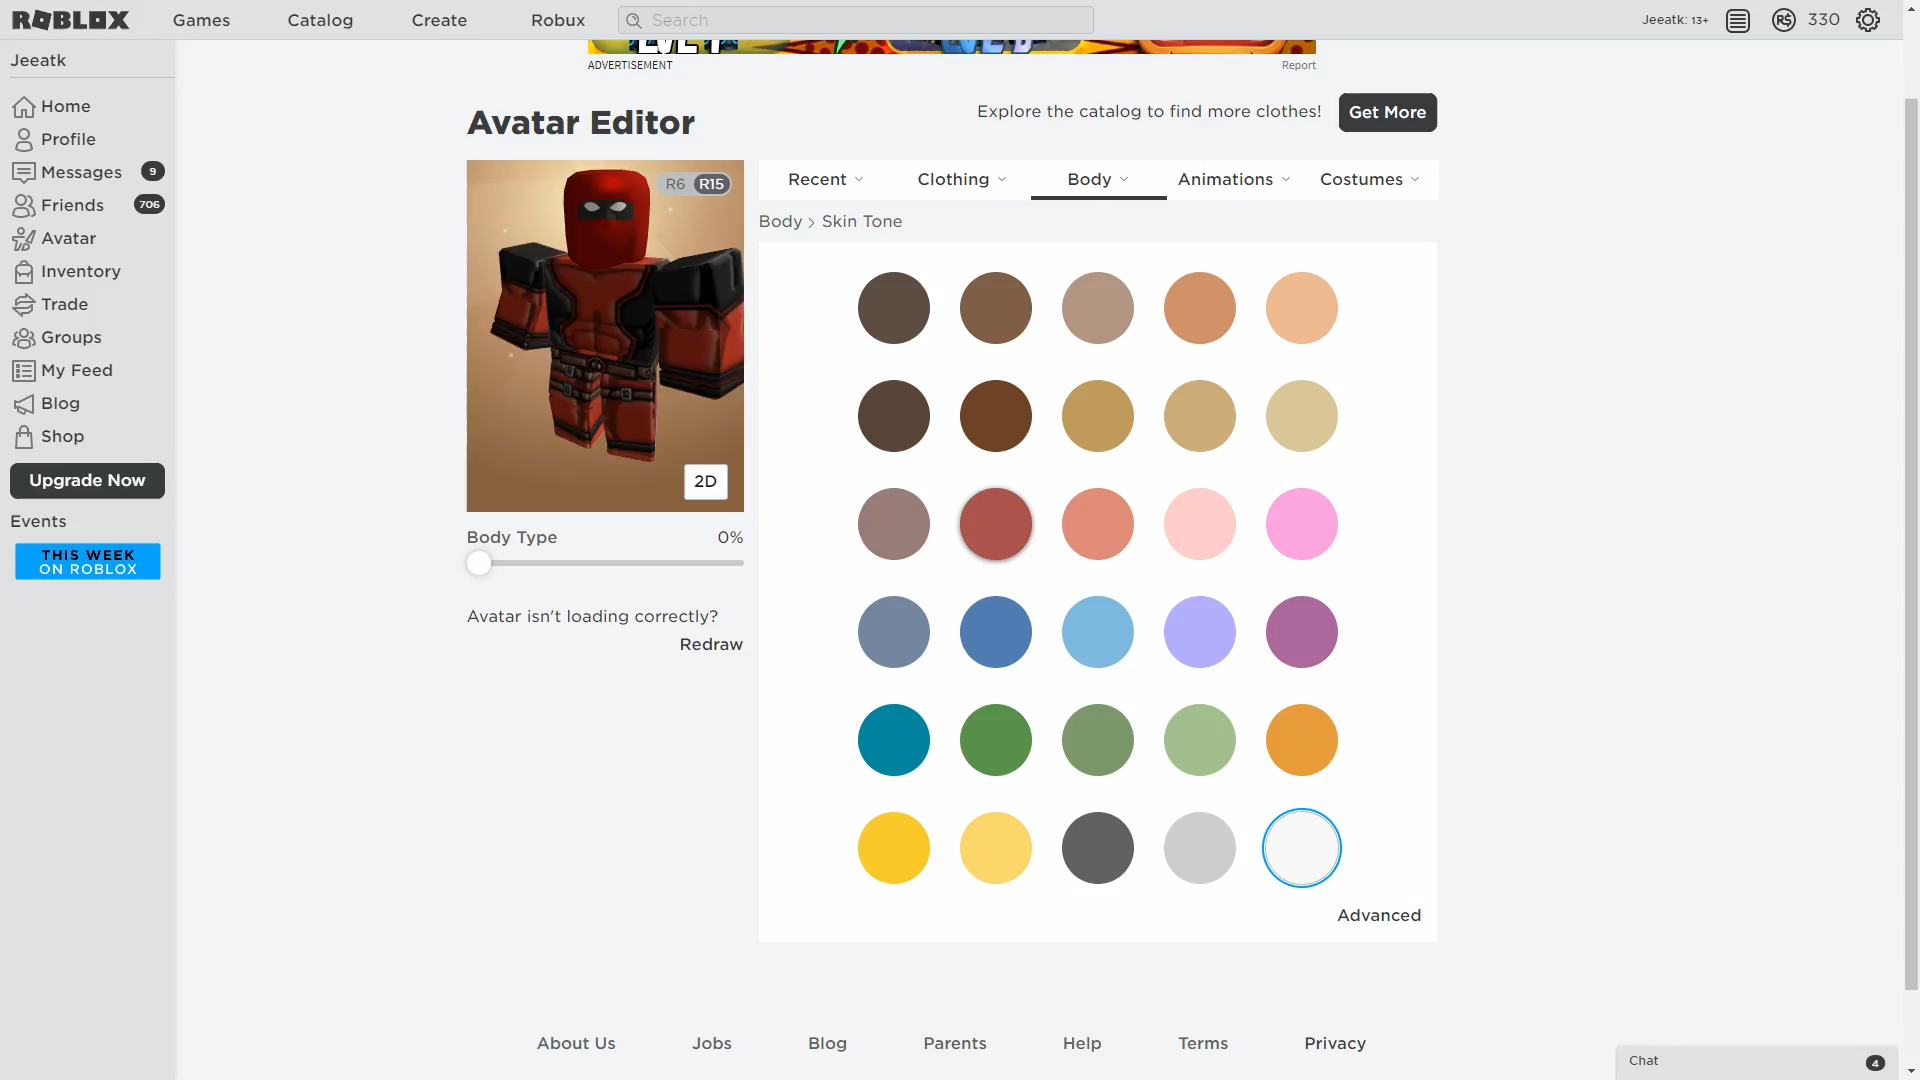 ROBLOX Games Catalog Create Robux Search Jeeatk: 13+ 330
Jeeatk
Home
Profile
Messages 9
Friends 706
Avatar
Inventory
Trade
Groups
My Feed
Blog
Shop
Upgrade Now
Events
THIS WEEK
ON ROBLOX
ADVERTISEMENT Report
Avatar Editor
Explore the catalog to find more clothes! Get More
R6 R15
2D
Body Type 0%
Avatar isn't loading correctly?
Redraw
Recent Clothing Body Animations Costumes
Body > Skin Tone
Advanced
About Us Jobs Blog Parents Help Terms Privacy
Chat 4